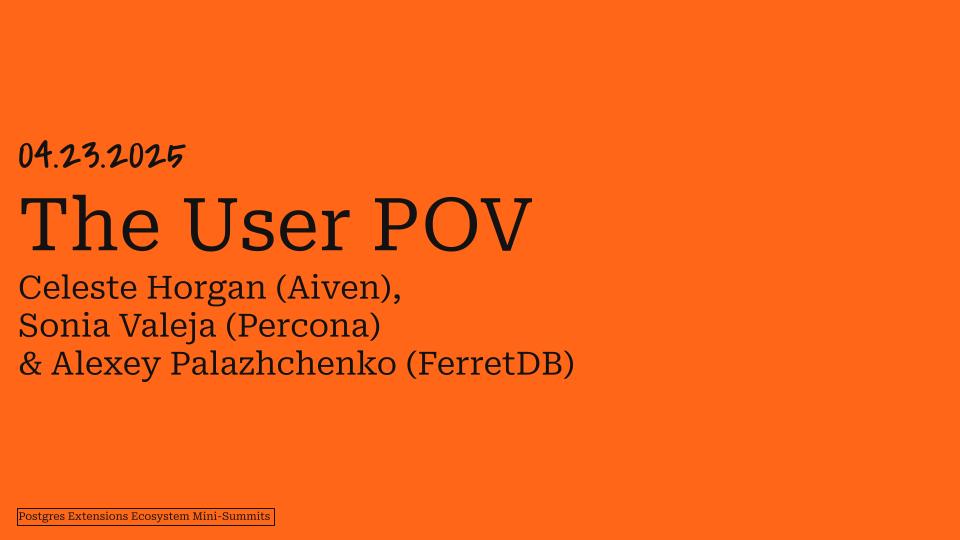 04.23.2025
The User POV
Celeste Horgan (Aiven),
Sonia Valeja (Percona)
& Alexey Palazhchenko (FerretDB)
Postgres Extensions Ecosystem Mini-Summits